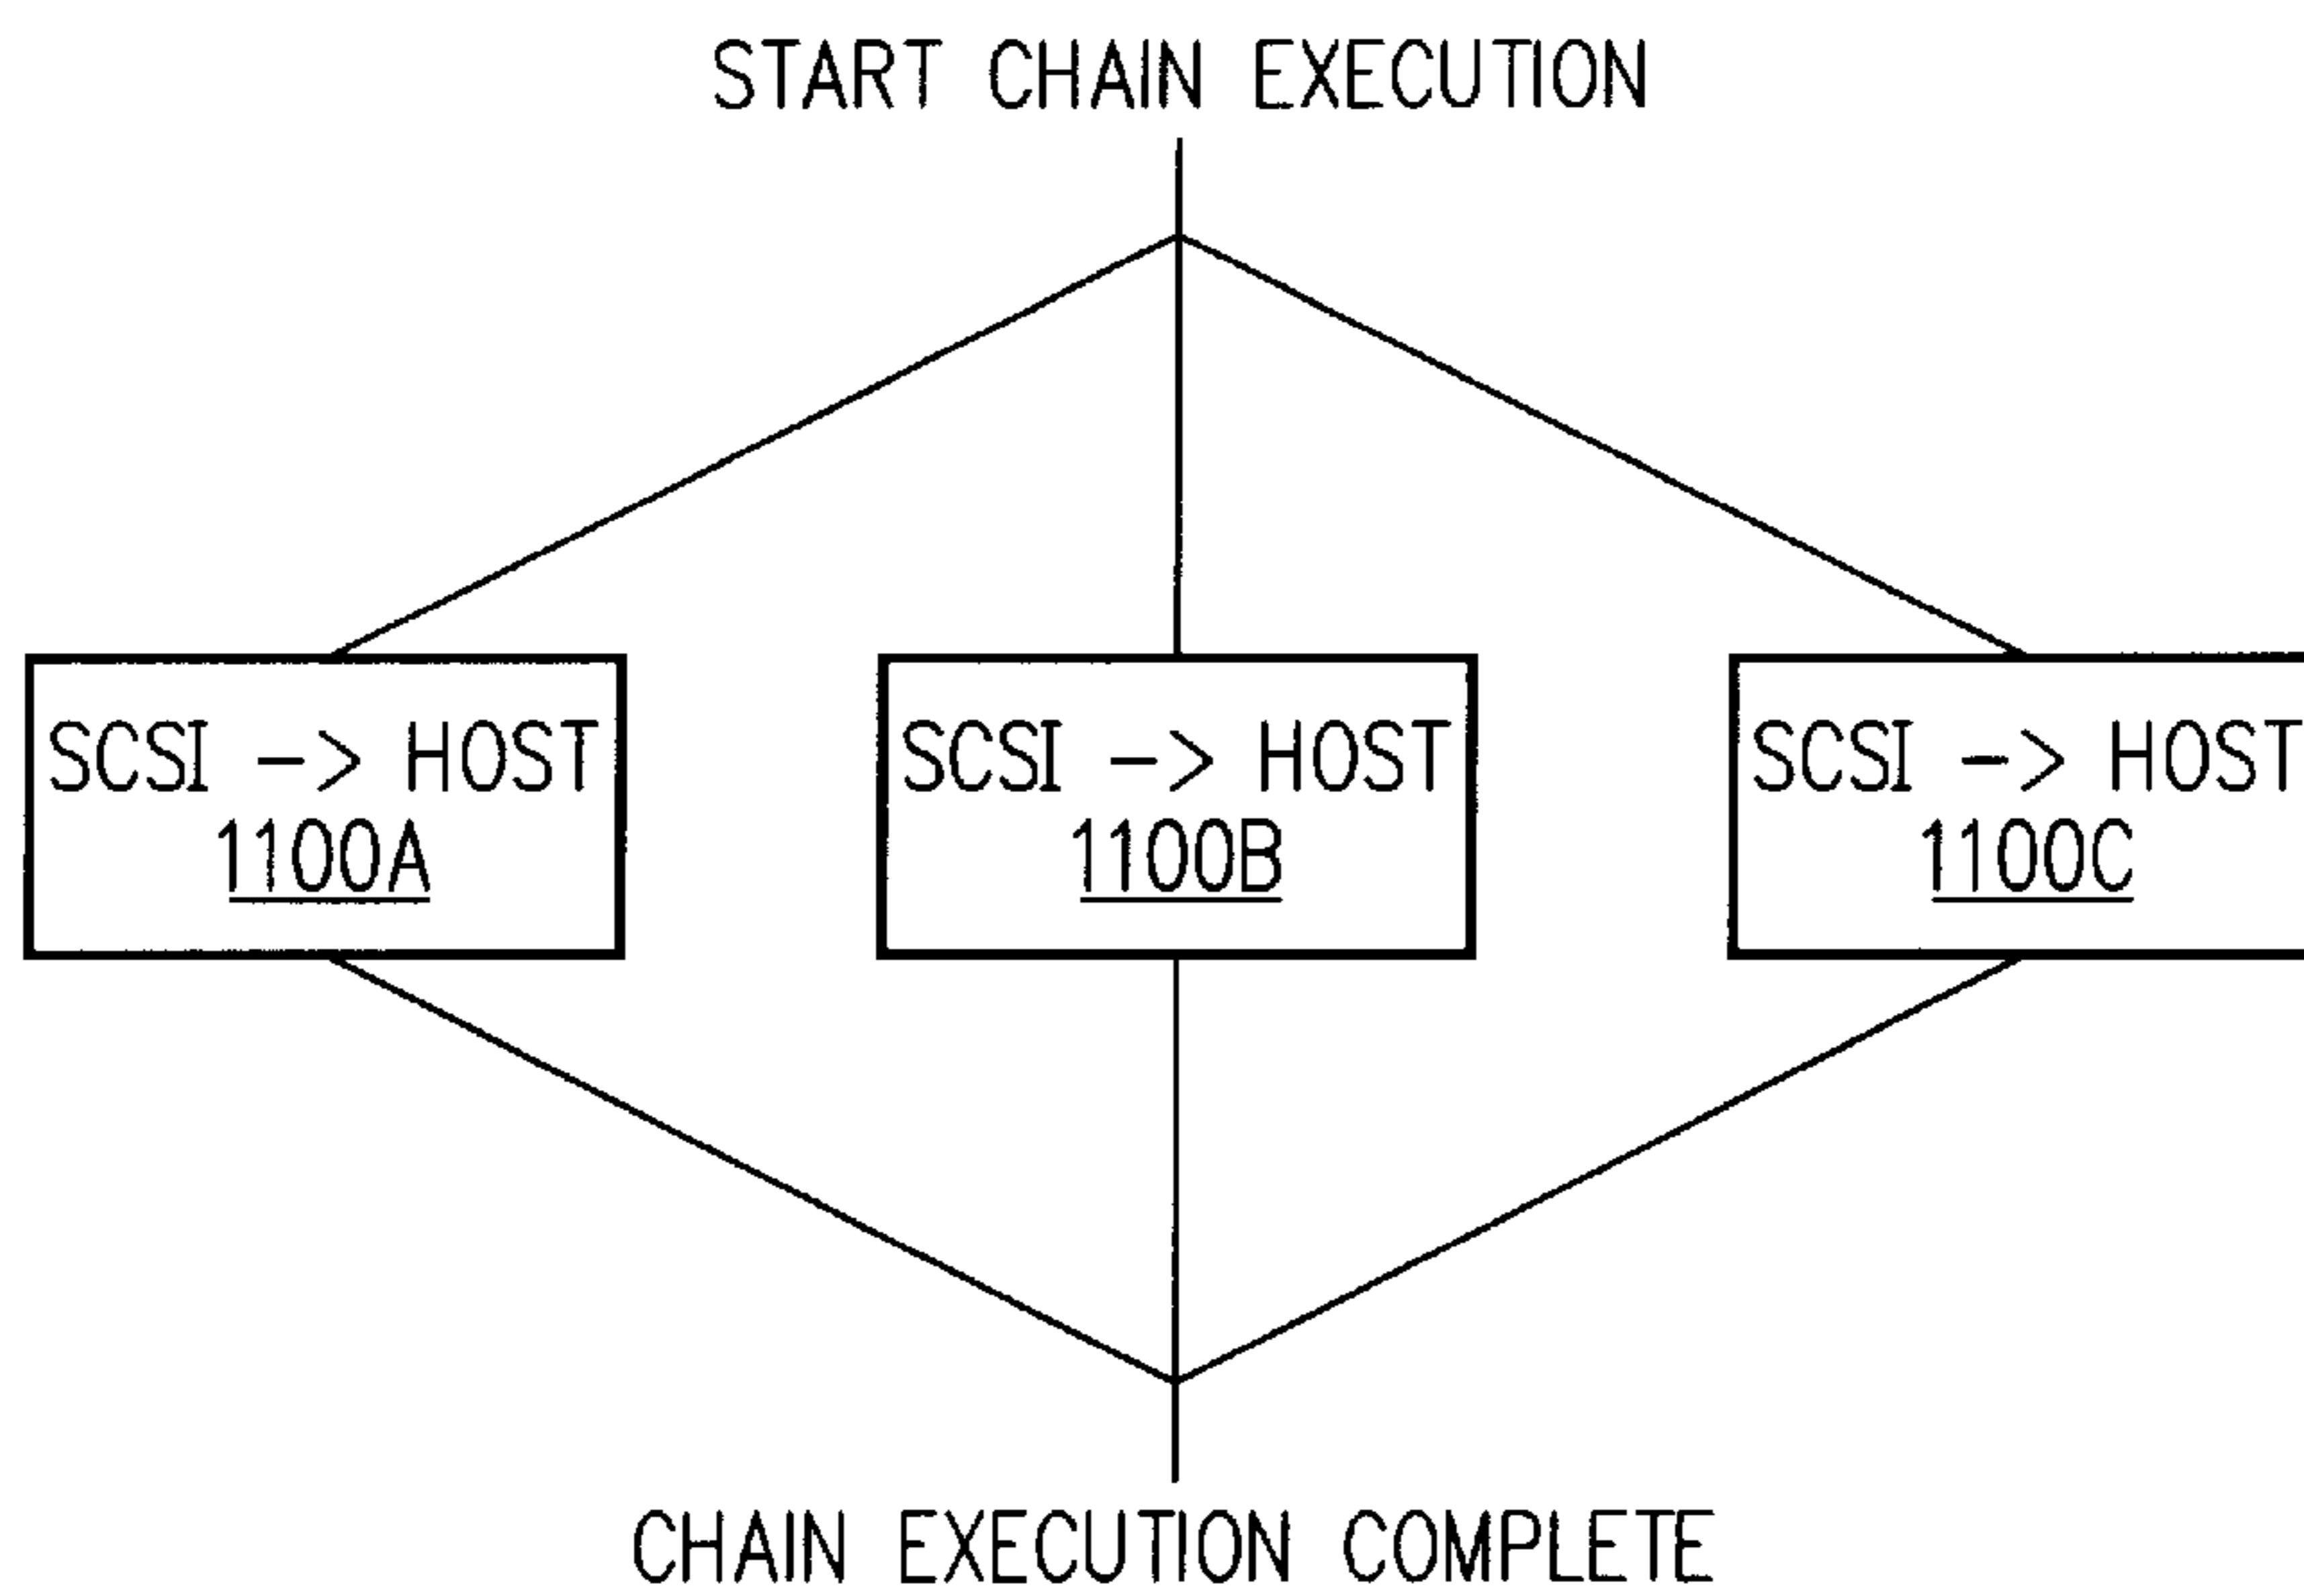 START CHAIN EXECUTION
SCSI -> HOST
1100A
SCSI -> HOST
1100B
SCSI -> HOST
1100C
CHAIN EXECUTION COMPLETE